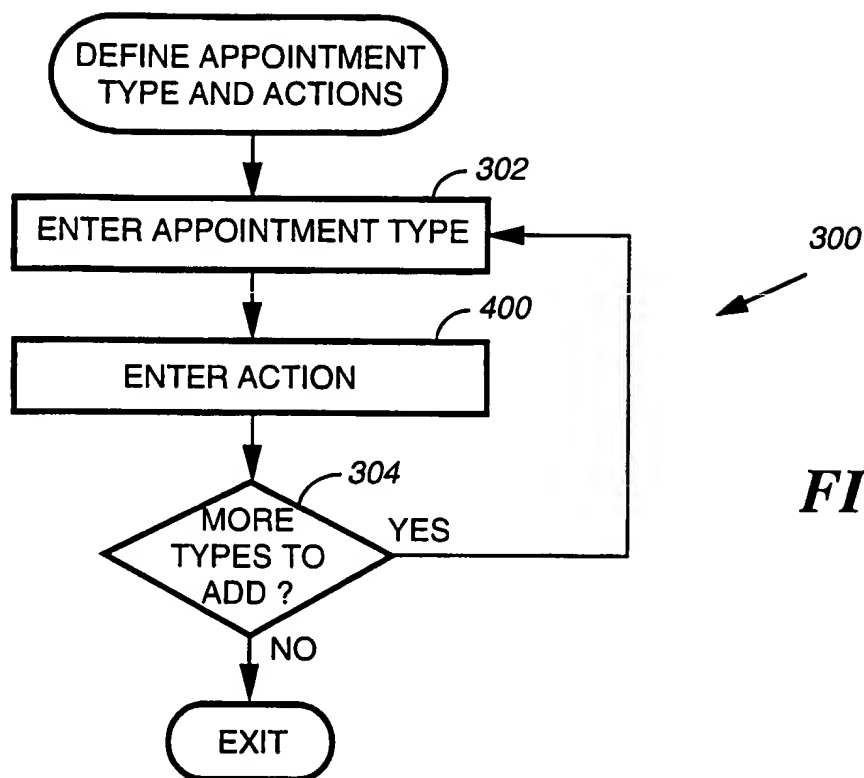 DEFINE APPOINTMENT
TYPE AND ACTIONS
302
ENTER APPOINTMENT TYPE
300
400
ENTER ACTION
304
MORE
TYPES TO
ADD ?
YES
FI
NO
EXIT